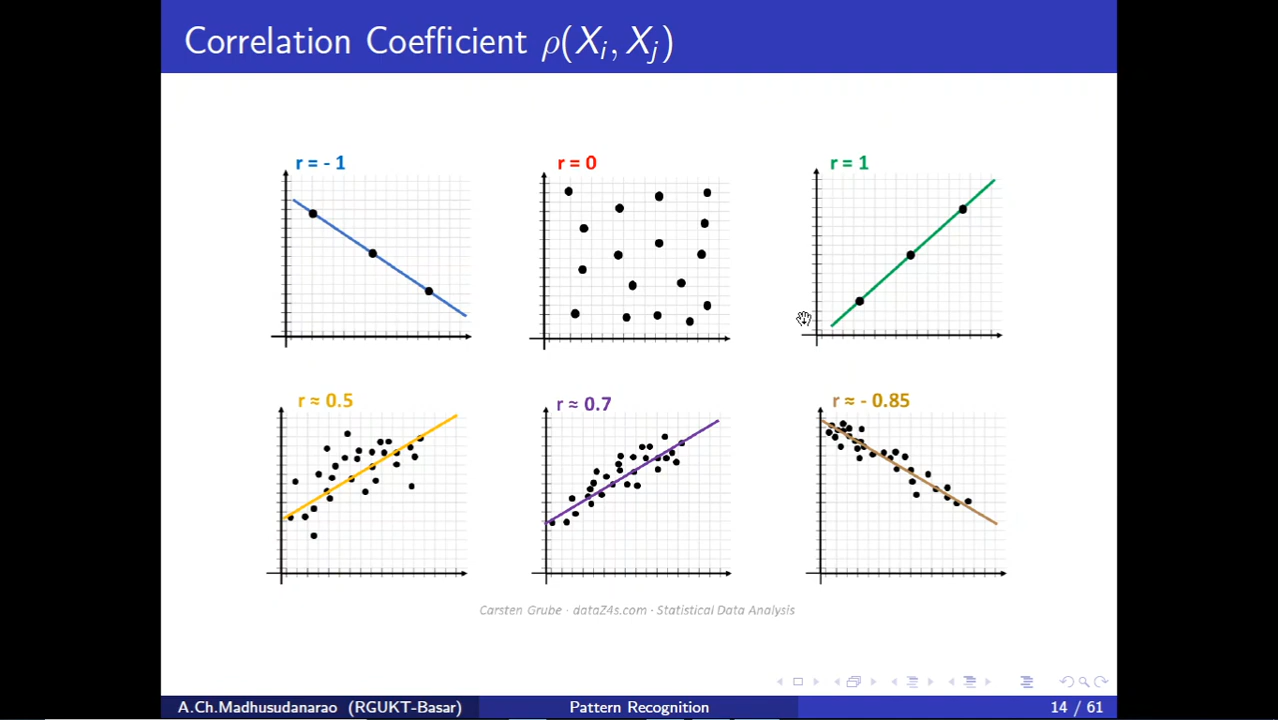 Correlation Coefficient ρ(Xᵢ, Xⱼ)
r = - 1
r = 0
r = 1
r ≈ 0.5
r ≈ 0.7
r ≈ - 0.85
Carsten Grube · dataZ4s.com · Statistical Data Analysis
A.Ch.Madhusudanarao (RGUKT-Basar) Pattern Recognition 14 / 61